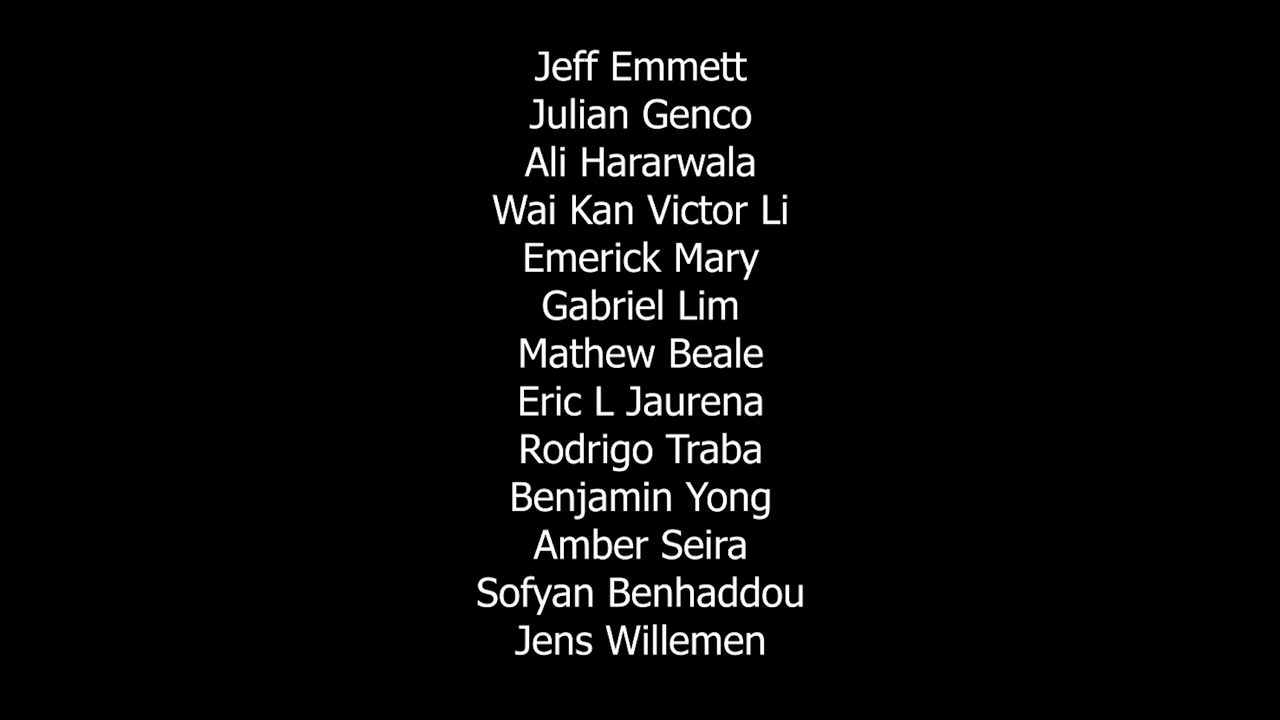 Jeff Emmett
Julian Genco
Ali Hararwala
Wai Kan Victor Li
Emerick Mary
Gabriel Lim
Mathew Beale
Eric L Jaurena
Rodrigo Traba
Benjamin Yong
Amber Seira
Sofyan Benhaddou
Jens Willemen